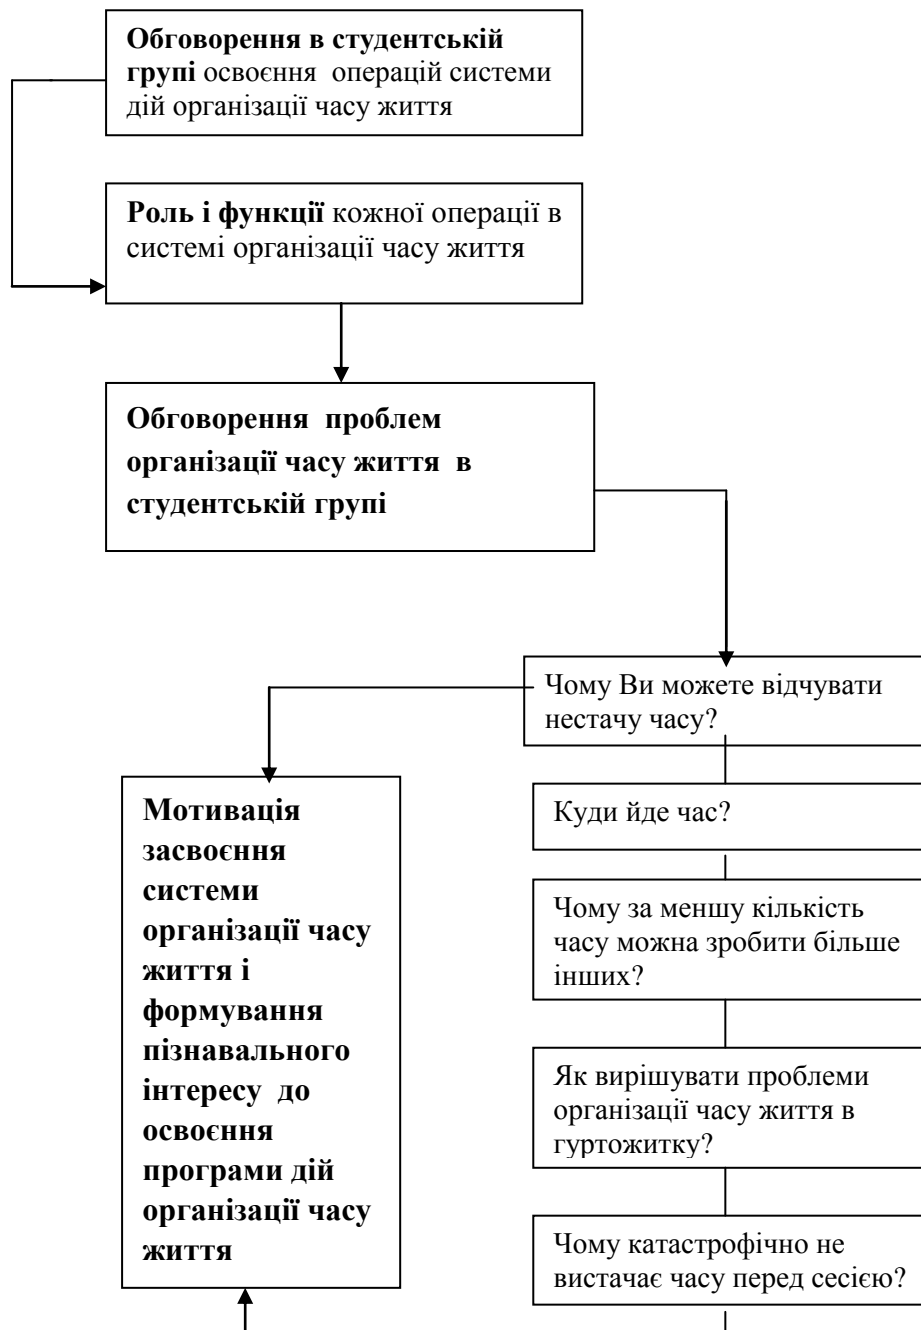 Обговорення в студентській
групі освоєння операцій системи
дій організації часу життя
Роль і функції кожної операції в
системі організації часу життя
Обговорення проблем
організації часу життя в
студентській групі
Чому Ви можете відчувати
нестачу часу?
Мотивація
засвоєння
системи
організації часу
життя і
формування
пізнавального
інтересу до
освоєння
програми дій
організації часу
життя
Куди йде час?
Чому за меншу кількість
часу можна зробити більше
інших?
Як вирішувати проблеми
організації часу життя в
гуртожитку?
Чому катастрофічно не
вистачає часу перед сесією?